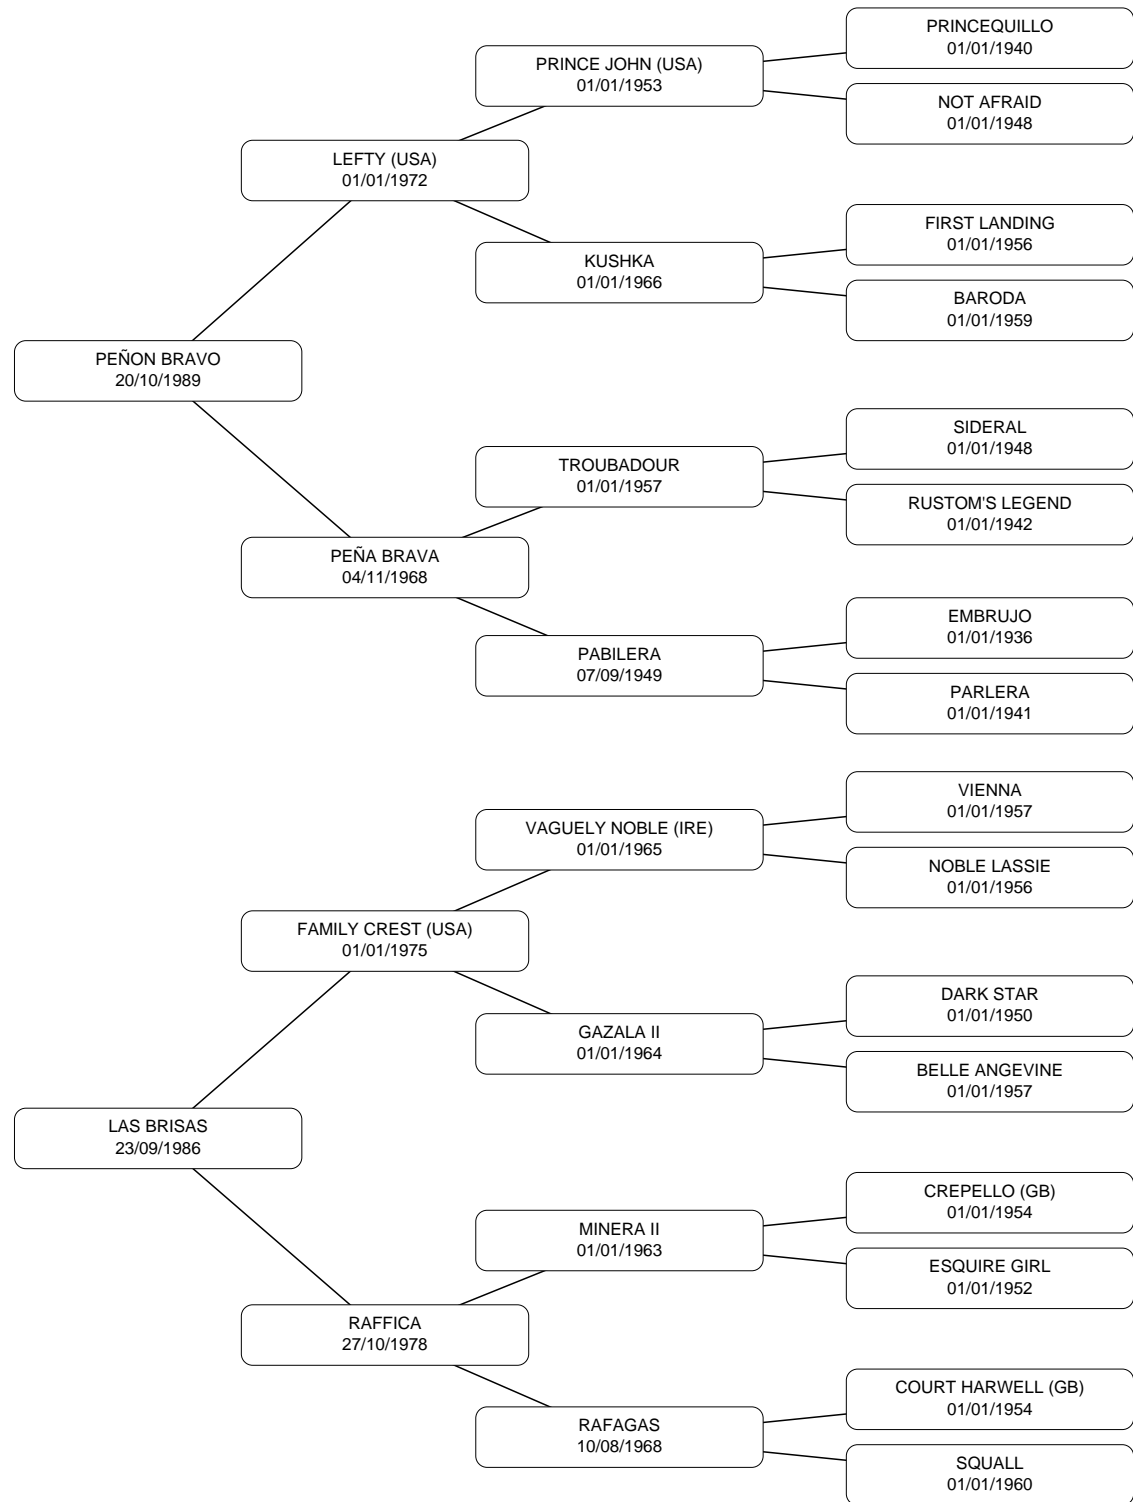 PRINCEQUILLO
01/01/1940
PRINCE JOHN (USA)
01/01/1953
NOT AFRAID
01/01/1948
LEFTY (USA)
01/01/1972
FIRST LANDING
01/01/1956
KUSHKA
01/01/1966
BARODA
01/01/1959
PEÑON BRAVO
20/10/1989
SIDERAL
01/01/1948
TROUBADOUR
01/01/1957
RUSTOM'S LEGEND
01/01/1942
PEÑA BRAVA
04/11/1968
EMBRUJO
01/01/1936
PABILERA
07/09/1949
PARLERA
01/01/1941
VIENNA
01/01/1957
VAGUELY NOBLE (IRE)
01/01/1965
NOBLE LASSIE
01/01/1956
FAMILY CREST (USA)
01/01/1975
DARK STAR
01/01/1950
GAZALA II
01/01/1964
BELLE ANGEVINE
01/01/1957
LAS BRISAS
23/09/1986
CREPELLO (GB)
01/01/1954
MINERA II
01/01/1963
ESQUIRE GIRL
01/01/1952
RAFFICA
27/10/1978
COURT HARWELL (GB)
01/01/1954
RAFAGAS
10/08/1968
SQUALL
01/01/1960